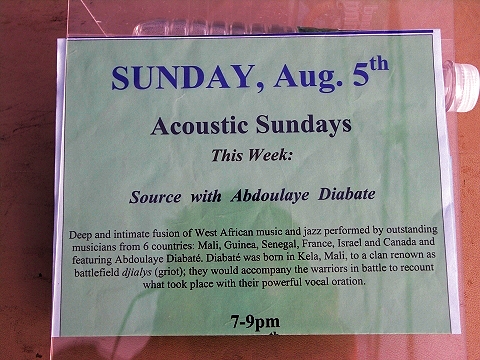 SUNDAY, Aug. 5th
Acoustic Sundays
This Week:
Source with Abdoulaye Diabate
Deep and intimate fusion of West African music and jazz performed by outstanding
musicians from 6 countries: Mali, Guinea, Senegal, France, Israel and Canada and
featuring Abdoulaye Diabaté. Diabaté was born in Kela, Mali, to a clan renown as
battlefield djialys (griot); they would accompany the warriors in battle to recount
what took place with their powerful vocal oration.
7-9pm